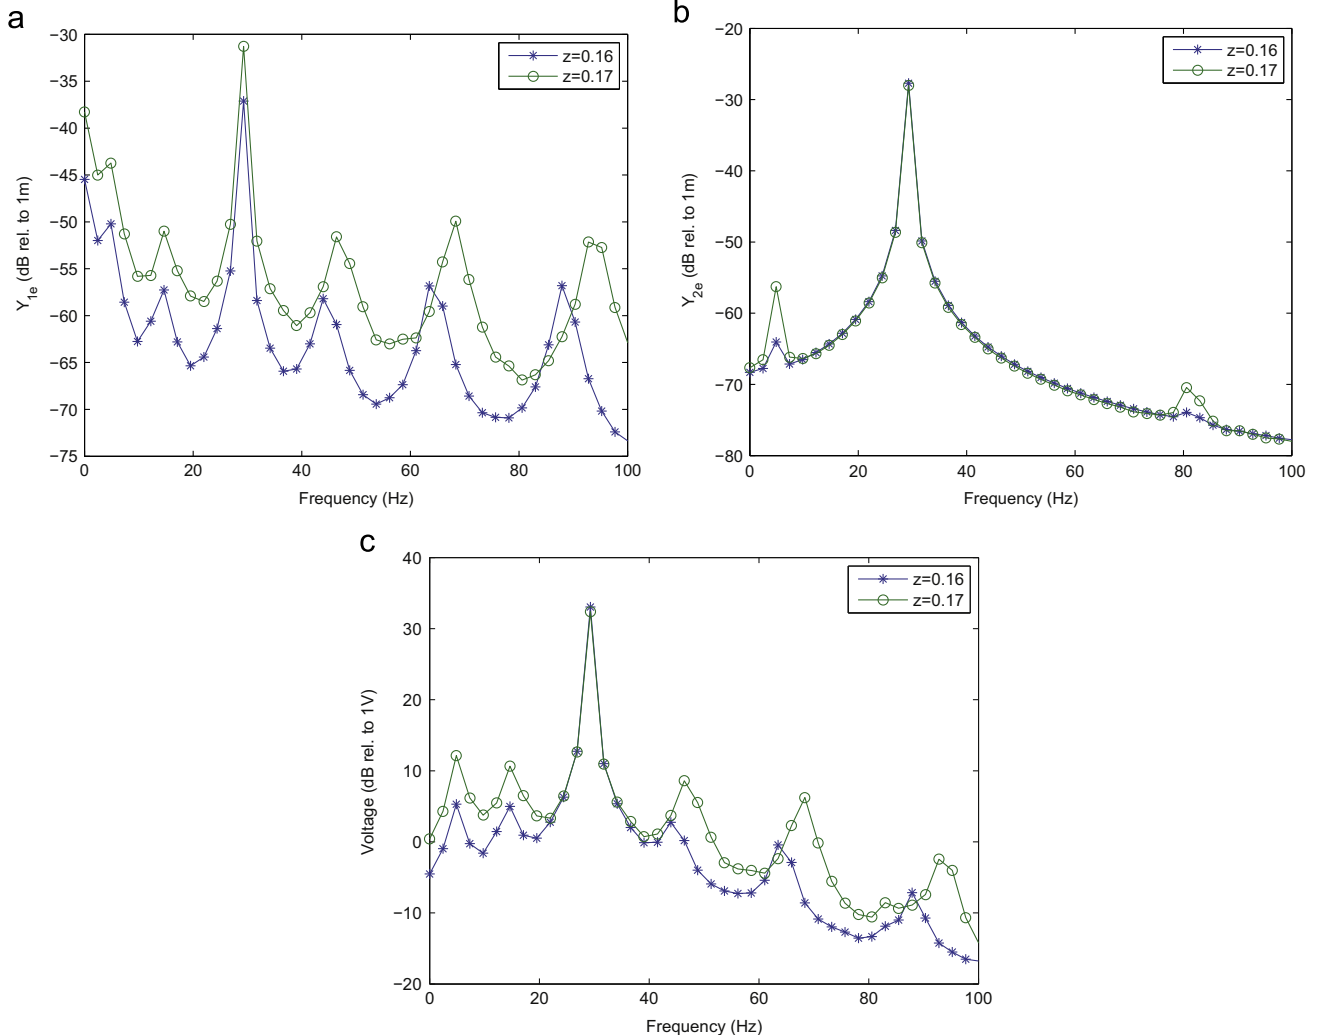 a
−30
−35
−40
−45
−50
−55
−60
−65
−70
−75
0
20
40
60
80
100
Frequency (Hz)
Y1e (dB rel. to 1m)
z=0.16
z=0.17
b
−20
−30
−40
−50
−60
−70
−80
0
20
40
60
80
100
Frequency (Hz)
Y2e (dB rel. to 1m)
z=0.16
z=0.17
c
40
30
20
10
0
−10
−20
0
20
40
60
80
100
Frequency (Hz)
Voltage (dB rel. to 1V)
z=0.16
z=0.17